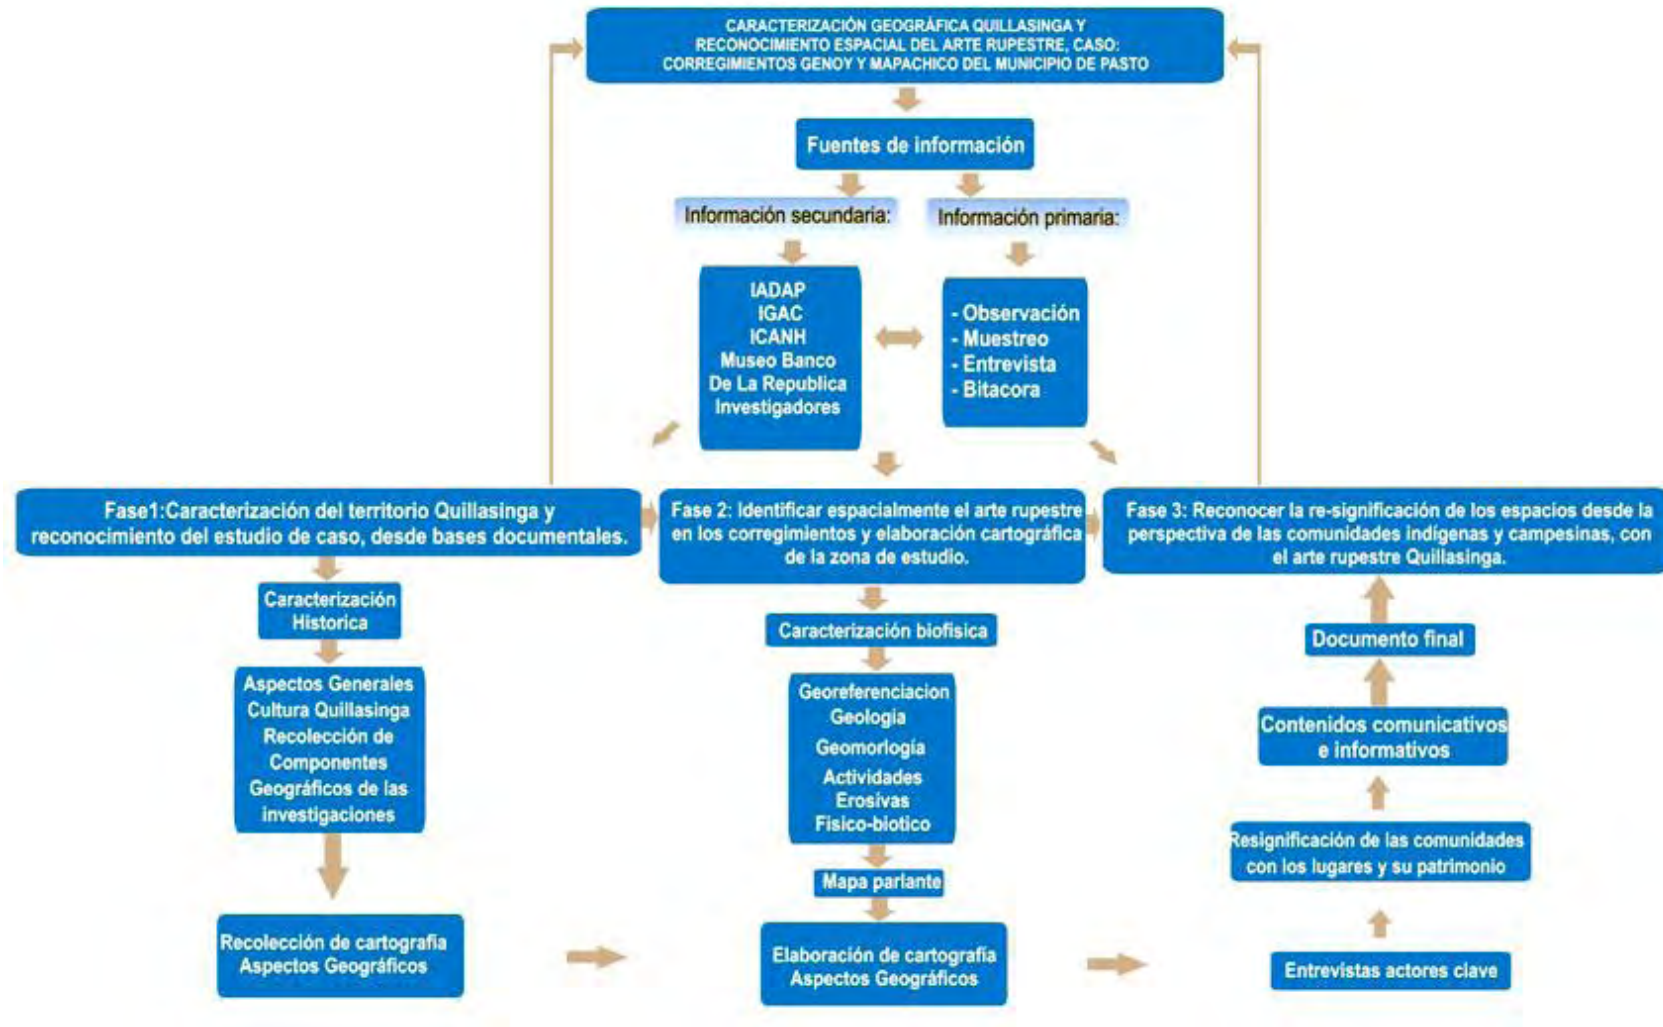 CARACTERIZACIÓN GEOGRÁFICA QUILLASINGA Y
RECONOCIMIENTO ESPACIAL DEL ARTE RUPESTRE, CASO:
CORREGIMIENTOS GENOY Y MAPACHICO DEL MUNICIPIO DE PASTO
Fuentes de información
Información secundaria:
Información primaria:
IADAP
IGAC
ICANH
Museo Banco
De La Republica
Investigadores
- Observación
- Muestreo
- Entrevista
- Bitacora
Fase1:Caracterización del territorio Quillasinga y
reconocimiento del estudio de caso, desde bases documentales.
Fase 2: Identificar espacialmente el arte rupestre
en los corregimientos y elaboración cartográfica
de la zona de estudio.
Fase 3: Reconocer la re-significación de los espacios desde la
perspectiva de las comunidades indígenas y campesinas, con
el arte rupestre Quillasinga.
Caracterización
Historica
Aspectos Generales
Cultura Quillasinga
Recolección de
Componentes
Geográficos de las
investigaciones
Recolección de cartografía
Aspectos Geográficos
Caracterización biofisica
Georeferenciacion
Geologia
Geomorlogía
Actividades
Erosívas
Fisico-biotico
Mapa parlante
Elaboración de cartografía
Aspectos Geográficos
Documento final
Contenidos comunicativos
e informativos
Resignificación de las comunidades
con los lugares y su patrimonio
Entrevistas actores clave